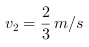 v₂ = 2/3 m/s